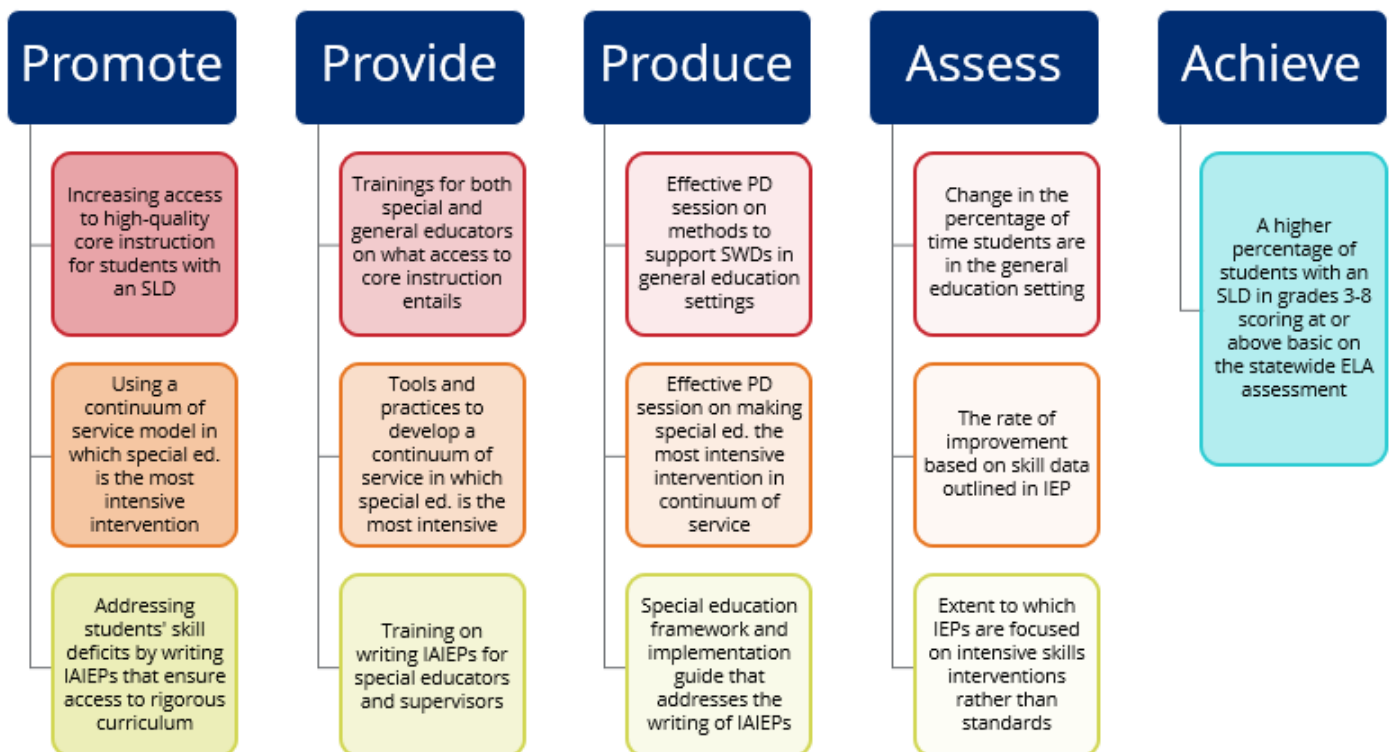 Promote
Increasing access
to high-quality
core instruction
for students with
an SLD
Using a
continuum of
service model in
which special ed.
is the most
intensive
intervention
Addressing
students' skill
deficits by writing
IAIEPs that ensure
access to rigorous
curriculum
Provide
Trainings for both
special and
general educators
on what access to
core instruction
entails
Tools and
practices to
develop a
continuum of
service in which
special ed. is the
most intensive
Training on
writing IAIEPs for
special educators
and supervisors
Produce
Effective PD
session on
methods to
support SWDs in
general education
settings
Effective PD
session on making
special ed. the
most intensive
intervention in
continuum of
service
Special education
framework and
implementation
guide that
addresses the
writing of IAIEPs
Assess
Change in the
percentage of
time students are
in the general
education setting
The rate of
improvement
based on skill data
outlined in IEP
Extent to which
IEPs are focused
on intensive skills
interventions
rather than
standards
Achieve
A higher
percentage of
students with an
SLD in grades 3-8
scoring at or
above basic on
the statewide ELA
assessment